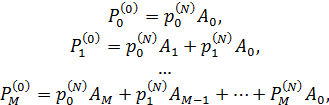 P_0^{(0)} = p_0^{(N)} A_0,
P_1^{(0)} = p_0^{(N)} A_1 + p_1^{(N)} A_0,
...
P_M^{(0)} = p_0^{(N)} A_M + p_1^{(N)} A_{M-1} + ⋯ + P_M^{(N)} A_0,